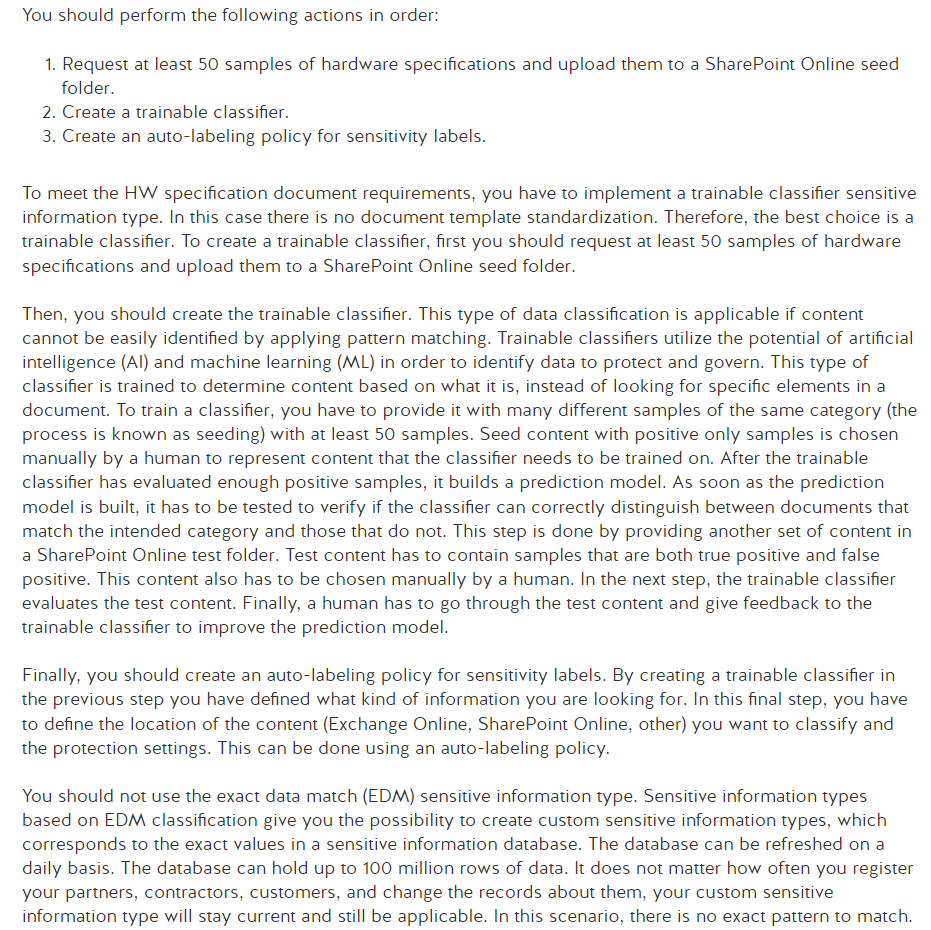 You should perform the following actions in order:
1. Request at least 50 samples of hardware specifications and upload them to a SharePoint Online seed
folder.
2. Create a trainable classifier.
3. Create an auto-labeling policy for sensitivity labels.
To meet the HW specification document requirements, you have to implement a trainable classifier sensitive
information type. In this case there is no document template standardization. Therefore, the best choice is a
trainable classifier. To create a trainable classifier, first you should request at least 50 samples of hardware
specifications and upload them to a SharePoint Online seed folder.
Then, you should create the trainable classifier. This type of data classification is applicable if content
cannot be easily identified by applying pattern matching. Trainable classifiers utilize the potential of artificial
intelligence (AI) and machine learning (ML) in order to identify data to protect and govern. This type of
classifier is trained to determine content based on what it is, instead of looking for specific elements in a
document. To train a classifier, you have to provide it with many different samples of the same category (the
process is known as seeding) with at least 50 samples. Seed content with positive only samples is chosen
manually by a human to represent content that the classifier needs to be trained on. After the trainable
classifier has evaluated enough positive samples, it builds a prediction model. As soon as the prediction
model is built, it has to be tested to verify if the classifier can correctly distinguish between documents that
match the intended category and those that do not. This step is done by providing another set of content in
a SharePoint Online test folder. Test content has to contain samples that are both true positive and false
positive. This content also has to be chosen manually by a human. In the next step, the trainable classifier
evaluates the test content. Finally, a human has to go through the test content and give feedback to the
trainable classifier to improve the prediction model.
Finally, you should create an auto-labeling policy for sensitivity labels. By creating a trainable classifier in
the previous step you have defined what kind of information you are looking for. In this final step, you have
to define the location of the content (Exchange Online, SharePoint Online, other) you want to classify and
the protection settings. This can be done using an auto-labeling policy.
You should not use the exact data match (EDM) sensitive information type. Sensitive information types
based on EDM classification give you the possibility to create custom sensitive information types, which
corresponds to the exact values in a sensitive information database. The database can be refreshed on a
daily basis. The database can hold up to 100 million rows of data. It does not matter how often you register
your partners, contractors, customers, and change the records about them, your custom sensitive
information type will stay current and still be applicable. In this scenario, there is no exact pattern to match.